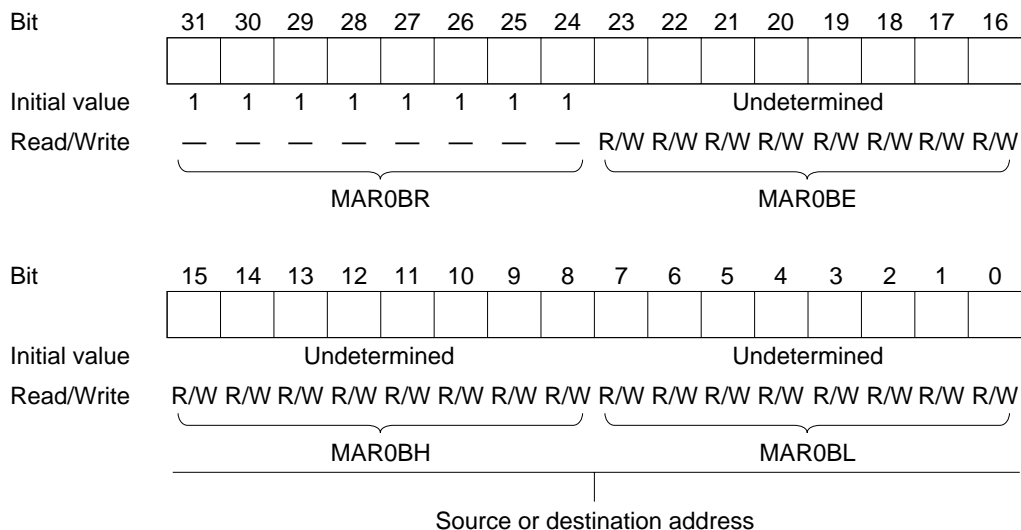 Bit 31 30 29 28 27 26 25 24 23 22 21 20 19 18 17 16
Initial value 1 1 1 1 1 1 1 1 Undetermined
Read/Write — — — — — — — — R/W R/W R/W R/W R/W R/W R/W R/W
MAR0BR MAR0BE
Bit 15 14 13 12 11 10 9 8 7 6 5 4 3 2 1 0
Initial value Undetermined Undetermined
Read/Write R/W R/W R/W R/W R/W R/W R/W R/W R/W R/W R/W R/W R/W R/W R/W R/W
MAR0BH MAR0BL
Source or destination address